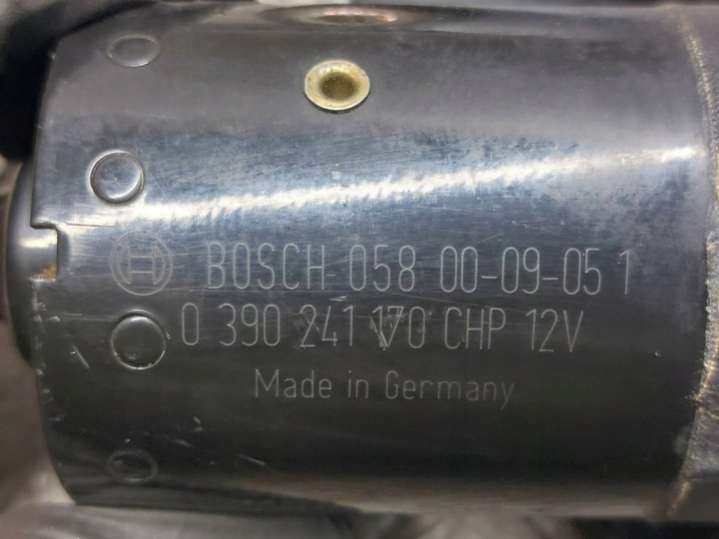 BOSCH 058 00-09-05 1
0 390 241 170 CHP 12V
Made in Germany